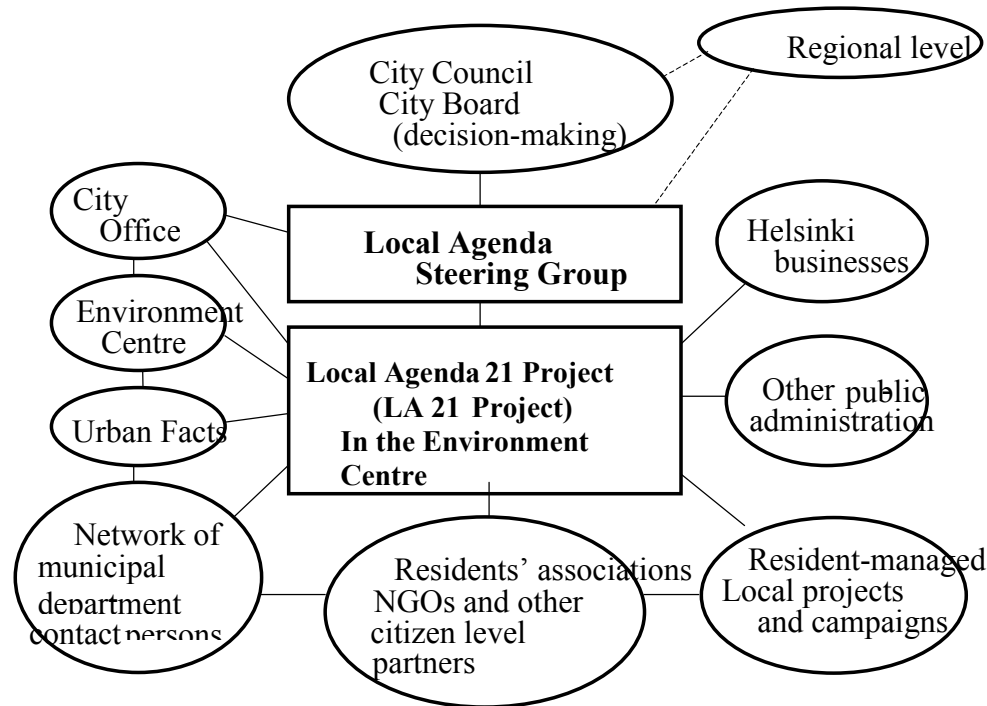 City Council
City Board
(decision-making)
Regional level
City
Office
Local Agenda
Steering Group
Helsinki
businesses
Environment
Centre
Local Agenda 21 Project
(LA 21 Project)
In the Environment
Centre
Other public
administration
Urban Facts
Network of
municipal
department
contact persons
Residents’ associations
NGOs and other
citizen level
partners
Resident-managed
Local projects
and campaigns